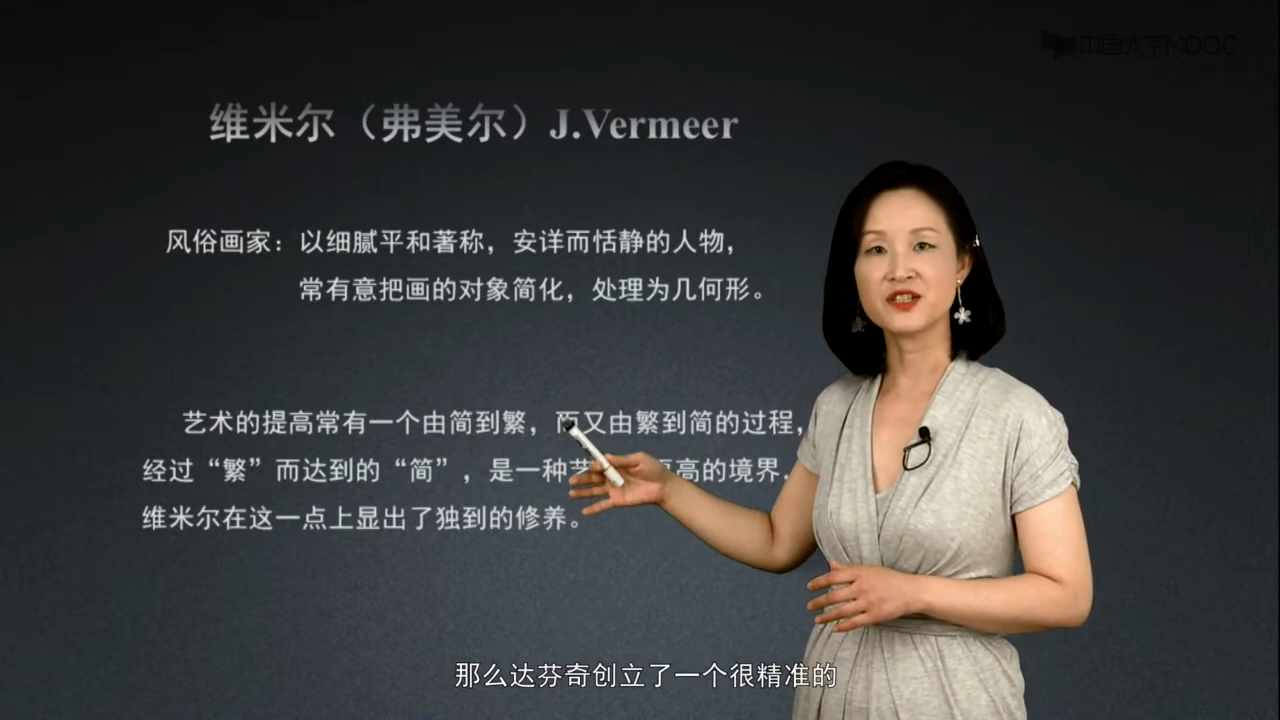 中国大学MOOC
维米尔（弗美尔）J.Vermeer
风俗画家：以细腻平和著称，安详而恬静的人物，
常有意把画的对象简化，处理为几何形。
艺术的提高常有一个由简到繁，而又由繁到简的过程，
经过“繁”而达到的“简”，是一种艺 高的境界．
维米尔在这一点上显出了独到的修养。
那么达芬奇创立了一个很精准的